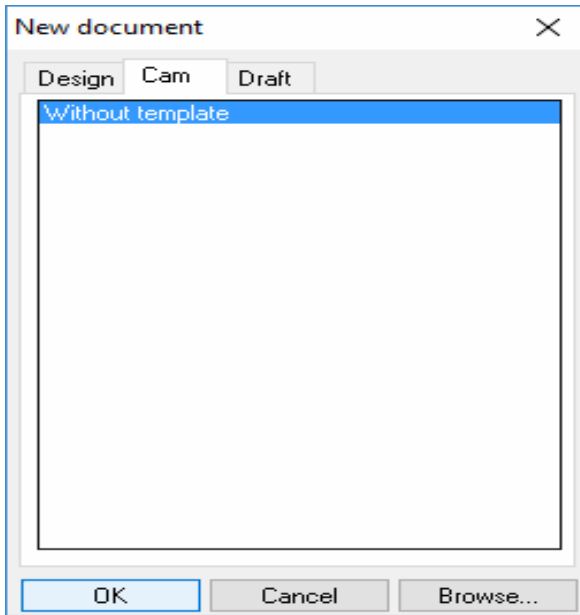 New document
Design Cam Draft
Without template
OK Cancel Browse...